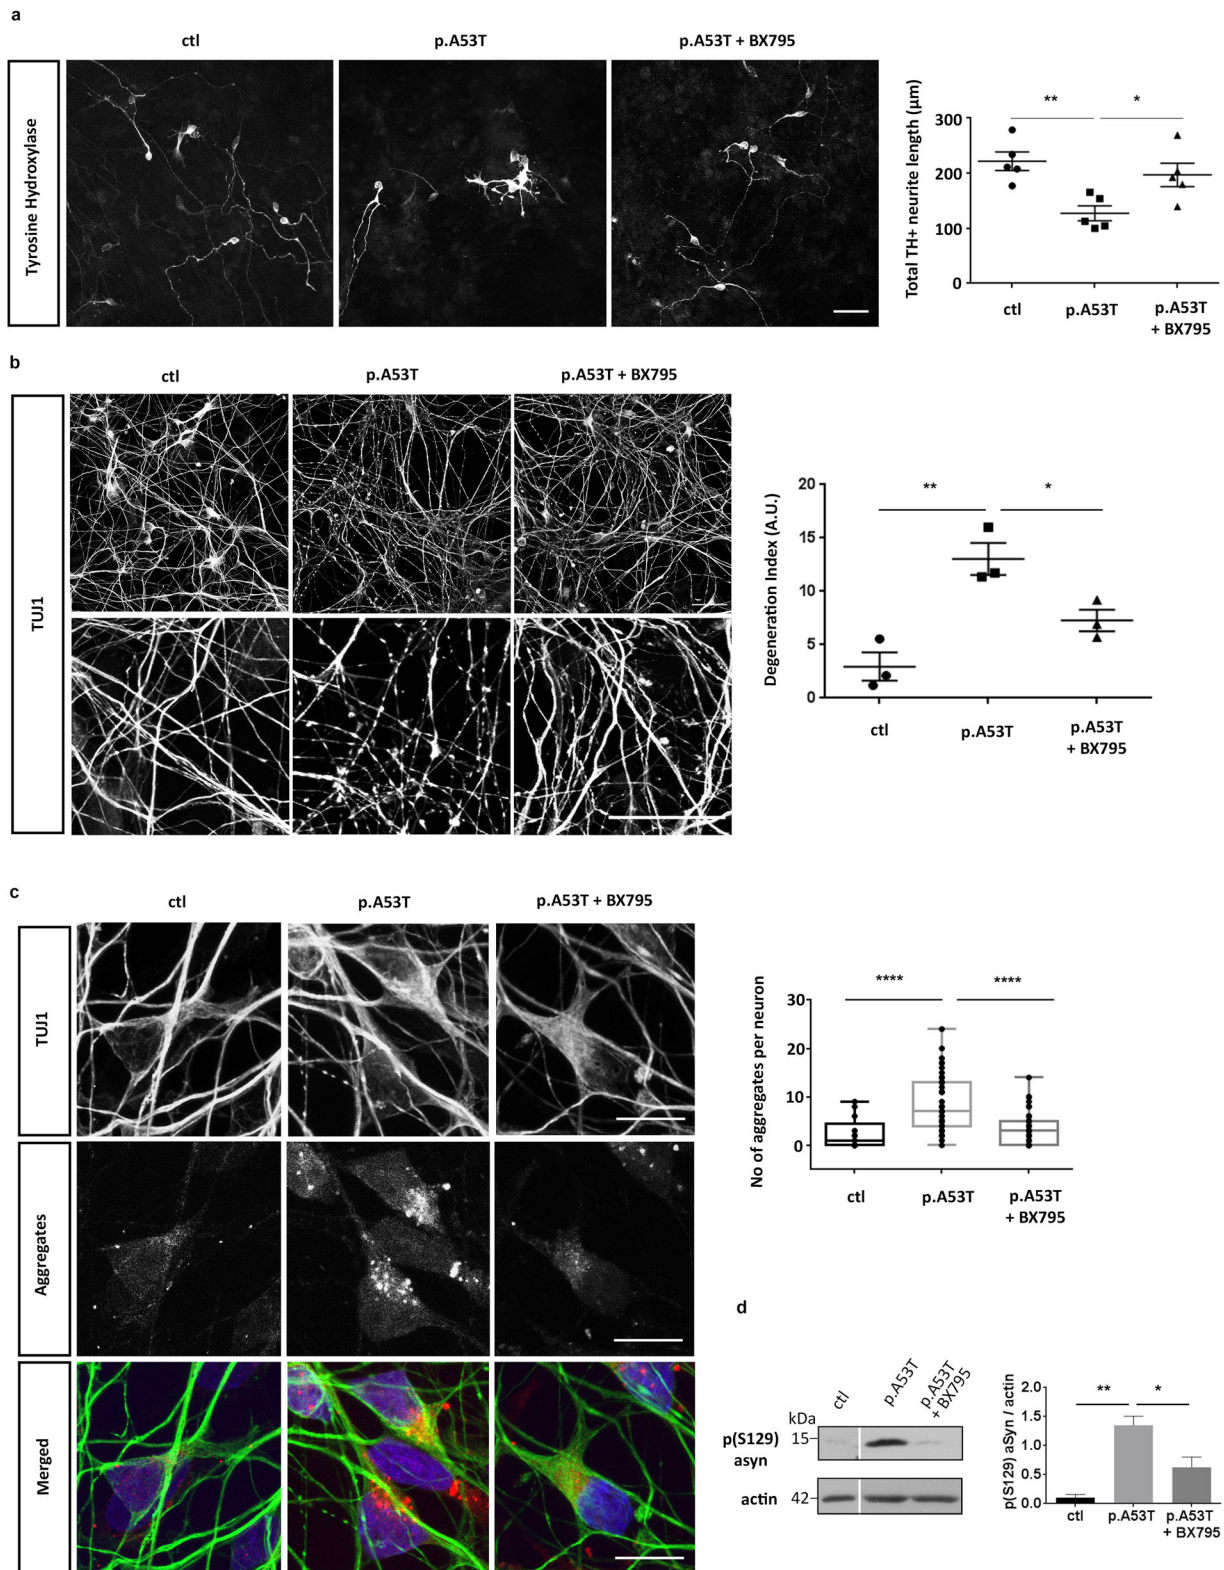 a
ctl p.A53T p.A53T + BX795
Tyrosine Hydroxylase
Total TH+ neurite length (μm)
** *
300
200
100
0
ctl p.A53T p.A53T
+ BX795
b
ctl p.A53T p.A53T + BX795
TUJ1
Degeneration Index (A.U.)
** *
20
15
10
5
0
ctl p.A53T p.A53T
+ BX795
c
ctl p.A53T p.A53T + BX795
TUJ1
Aggregates
Merged
No of aggregates per neuron
**** ****
30
20
10
0
ctl p.A53T p.A53T
+ BX795
d
ctl p.A53T p.A53T
+ BX795
kDa
p(S129) 15
asyn
actin 42
p(S129) aSyn / actin
** *
2.0
1.5
1.0
0.5
0.0
ctl p.A53T p.A53T
+ BX795